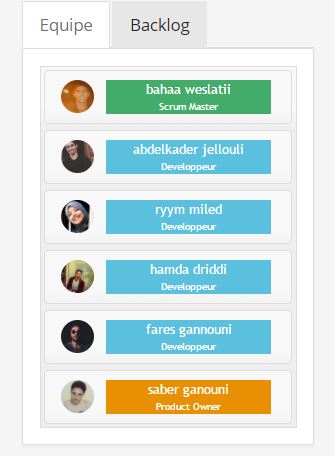 Equipe Backlog
bahaa weslatii
Scrum Master
abdelkader jellouli
Developpeur
ryym miled
Developpeur
hamda driddi
Developpeur
fares gannouni
Developpeur
saber ganouni
Product Owner